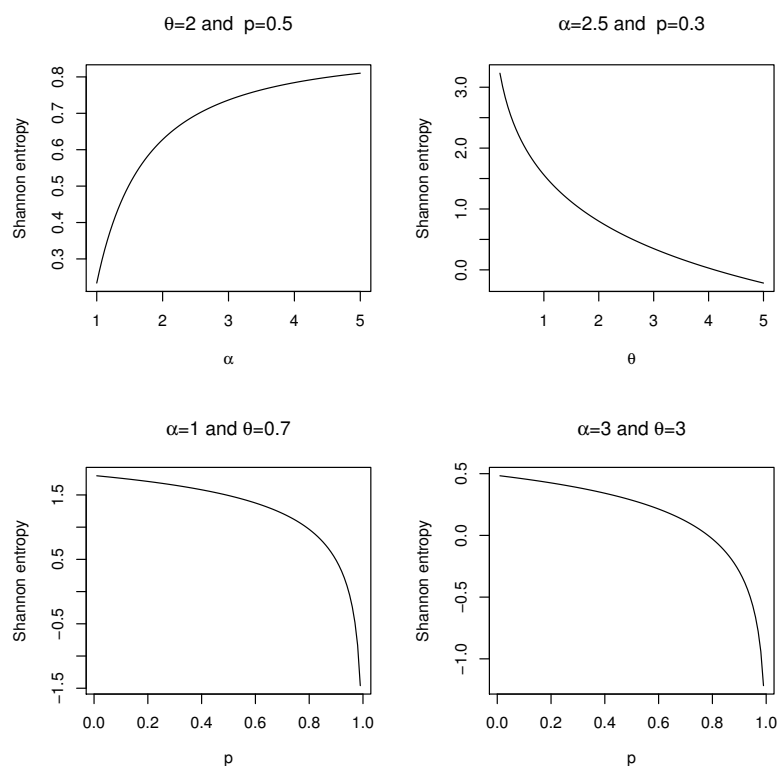 θ=2 and p=0.5
Shannon entropy
0.3 0.4 0.5 0.6 0.7 0.8
1 2 3 4 5
α
α=2.5 and p=0.3
Shannon entropy
0.0 1.0 2.0 3.0
1 2 3 4 5
θ
α=1 and θ=0.7
Shannon entropy
−1.5 −0.5 0.5 1.5
0.0 0.2 0.4 0.6 0.8 1.0
p
α=3 and θ=3
Shannon entropy
−1.0 −0.5 0.0 0.5
0.0 0.2 0.4 0.6 0.8 1.0
p